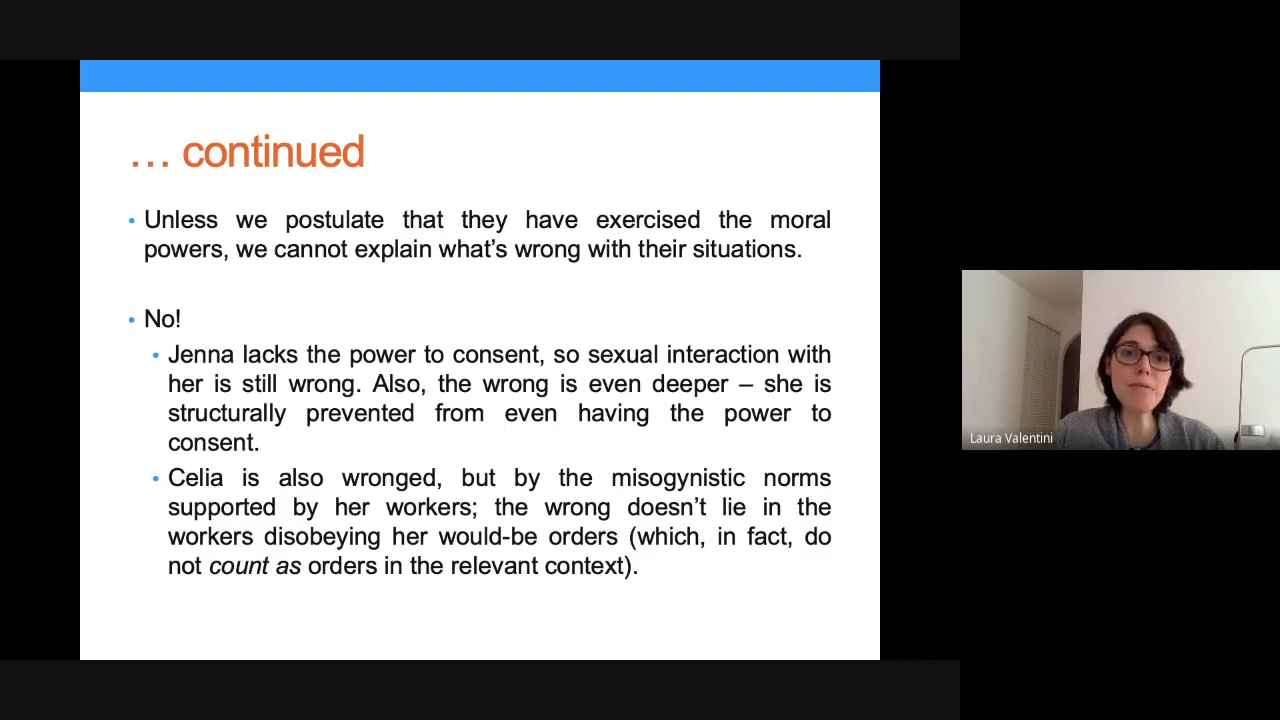 … continued
• Unless we postulate that they have exercised the moral
powers, we cannot explain what’s wrong with their situations.
• No!
• Jenna lacks the power to consent, so sexual interaction with
her is still wrong. Also, the wrong is even deeper – she is
structurally prevented from even having the power to
consent.
• Celia is also wronged, but by the misogynistic norms
supported by her workers; the wrong doesn’t lie in the
workers disobeying her would-be orders (which, in fact, do
not count as orders in the relevant context).
Laura Valentini